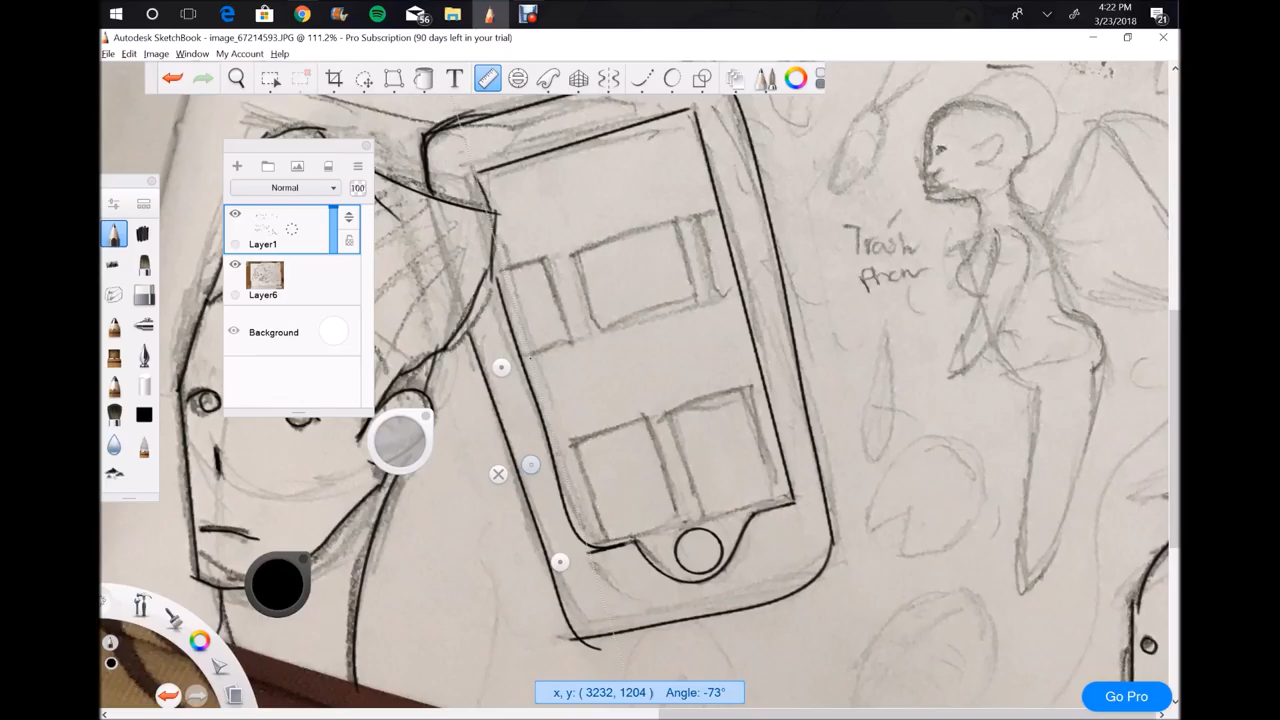 56
4:22 PM
3/23/2018
21
Autodesk SketchBook - image_67214593.JPG @ 111.2% - Pro Subscription (90 days left in your trial)
File Edit Image Window My Account Help
T
Normal
100
Layer1
Layer6
Background
Trash
x, y: ( 3232, 1204 ) Angle: -73°
Go Pro